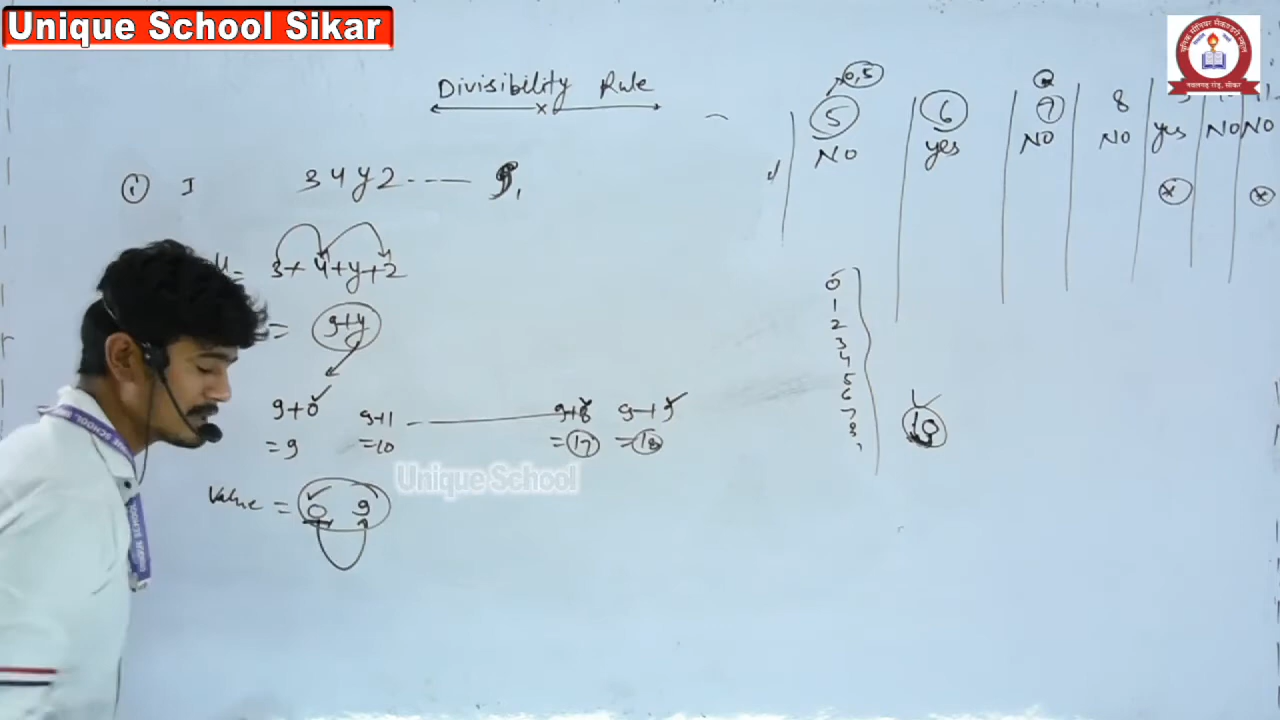 Unique School Sikar
Divisibility Rule
0,5
5 6 7 8
NO yes NO NO yes NO NO
① I 34y2 ---- 9,
3+4+y+2
= 9+y
9+0 9+1 9+8 9+9
=9 =10 =17 =18
Value = 0 9
0
1
2
3
4
5
6
7
8
10
Unique School